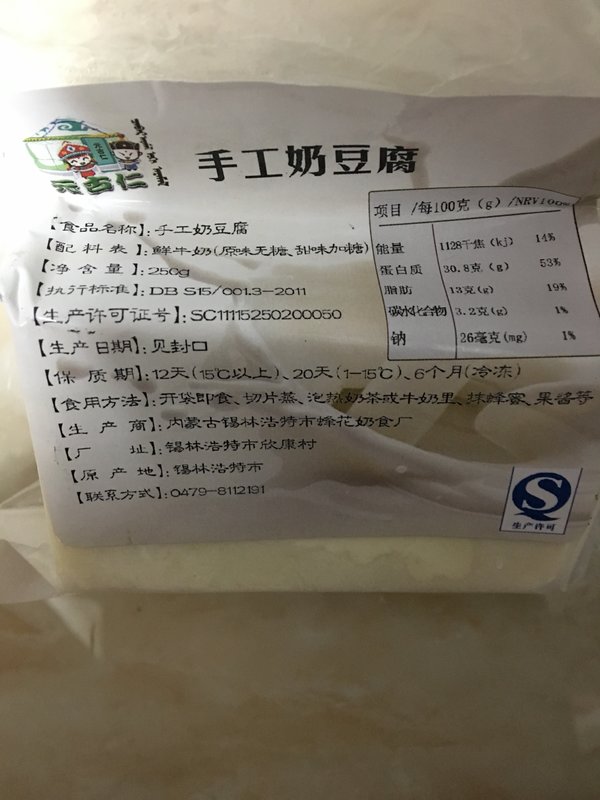 手工奶豆腐
云杏仁
【食品名称】：手工奶豆腐
【配料表】：鲜牛奶(原味无糖、甜味加糖)
【净含量】：250g
【执行标准】：DB S15/001.3-2011
【生产许可证号】：SC11115250200050
【生产日期】：见封口
【保质期】：12天(15℃以上)、20天(1-15℃)、6个月(冷冻)
【食用方法】：开袋即食、切片蒸、泡热奶茶或牛奶里、抹蜂蜜、果酱等
【生产商】：内蒙古锡林浩特市蜂花奶食厂
【厂址】：锡林浩特市欣康村
【原产地】：锡林浩特市
【联系方式】：0479-8112191
项目 /每100克（g）/NRV100%
能量 1128千焦（kj） 14%
蛋白质 30.8克（g） 53%
脂肪 13克(g) 19%
碳水化合物 3.2克(g) 1%
钠 26毫克(mg) 1%
生产许可